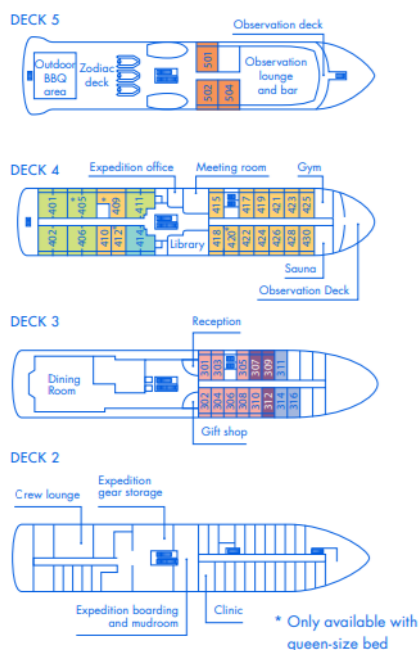 DECK 5
Observation deck
Outdoor
BBQ
area
Zodiac
deck
501
502 504
Observation
lounge
and bar
DECK 4
Expedition office
Meeting room
Gym
401 405 * 409 411
415 417 419 421 423 425
402 406 410 412* 414
Library
418 420* 422 424 426 428 430
Sauna
Observation Deck
DECK 3
Reception
Dining
Room
301 303 305 307 309 311
302 304 306 308 310 312 314 316
Gift shop
DECK 2
Crew lounge
Expedition
gear storage
Expedition boarding
and mudroom
Clinic
* Only available with
queen-size bed